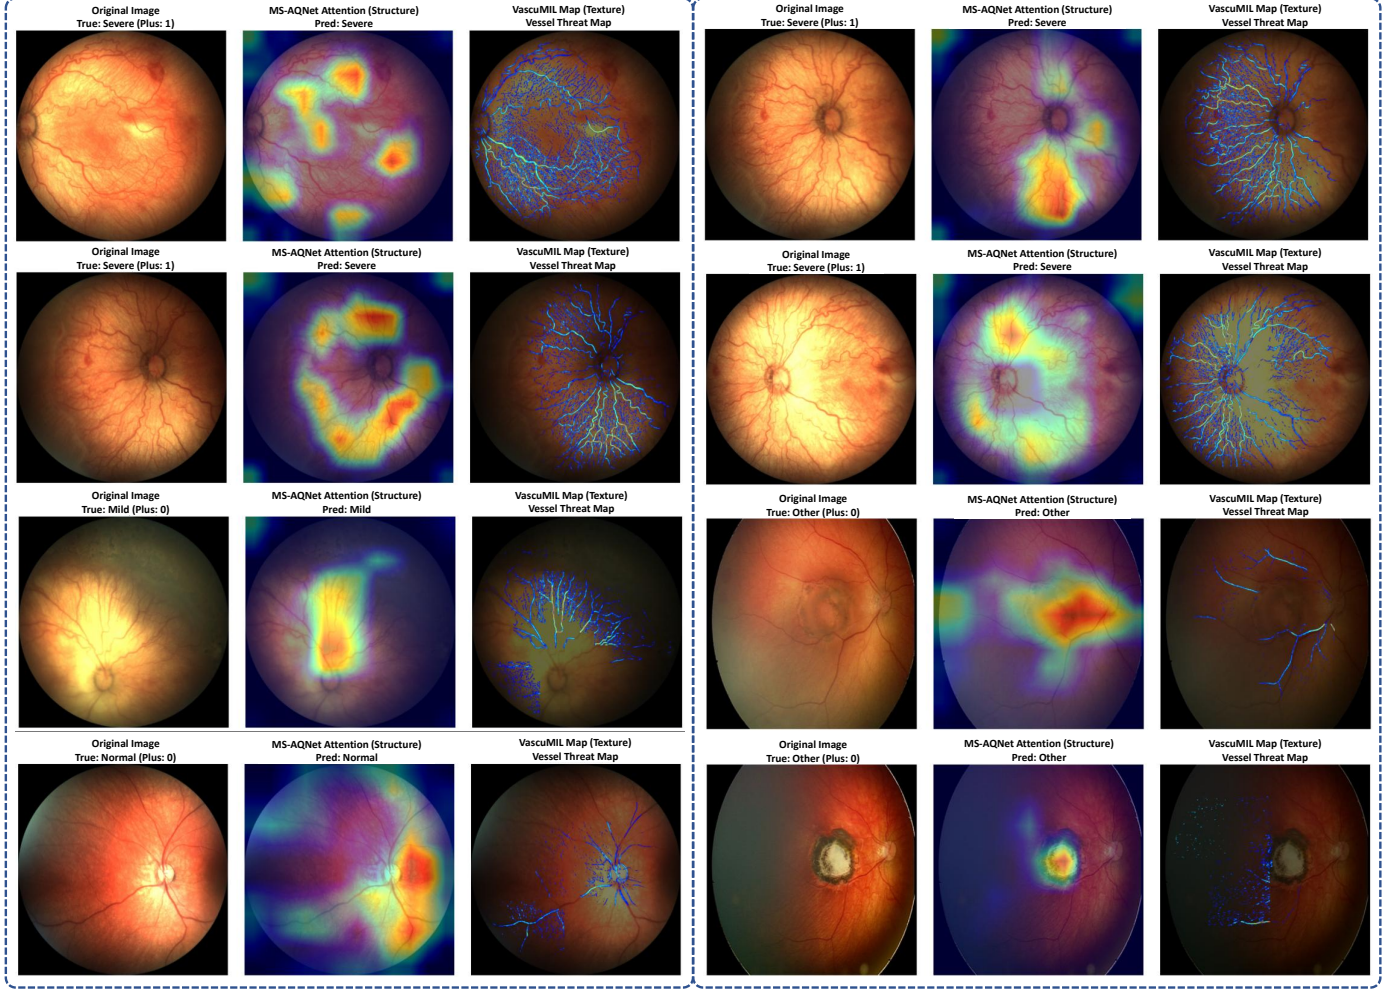 Original Image
True: Severe (Plus: 1)
MS-AQNet Attention (Structure)
Pred: Severe
VascuMIL Map (Texture)
Vessel Threat Map
Original Image
True: Severe (Plus: 1)
MS-AQNet Attention (Structure)
Pred: Severe
VascuMIL Map (Texture)
Vessel Threat Map
Original Image
True: Severe (Plus: 1)
MS-AQNet Attention (Structure)
Pred: Severe
VascuMIL Map (Texture)
Vessel Threat Map
Original Image
True: Severe (Plus: 1)
MS-AQNet Attention (Structure)
Pred: Severe
VascuMIL Map (Texture)
Vessel Threat Map
Original Image
True: Mild (Plus: 0)
MS-AQNet Attention (Structure)
Pred: Mild
VascuMIL Map (Texture)
Vessel Threat Map
Original Image
True: Other (Plus: 0)
MS-AQNet Attention (Structure)
Pred: Other
VascuMIL Map (Texture)
Vessel Threat Map
Original Image
True: Normal (Plus: 0)
MS-AQNet Attention (Structure)
Pred: Normal
VascuMIL Map (Texture)
Vessel Threat Map
Original Image
True: Other (Plus: 0)
MS-AQNet Attention (Structure)
Pred: Other
VascuMIL Map (Texture)
Vessel Threat Map